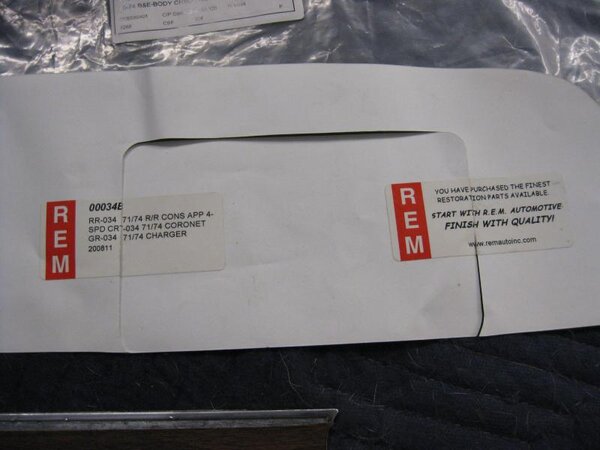 REM
00034B
RR-034 71/74 R/R CONS APP 4-
SPD CRT-034 71/74 CORONET
GR-034 71/74 CHARGER
200811
REM
YOU HAVE PURCHASED THE FINEST
RESTORATION PARTS AVAILABLE.
START WITH R.E.M. AUTOMOTIVE
FINISH WITH QUALITY!
www.remautoinc.com